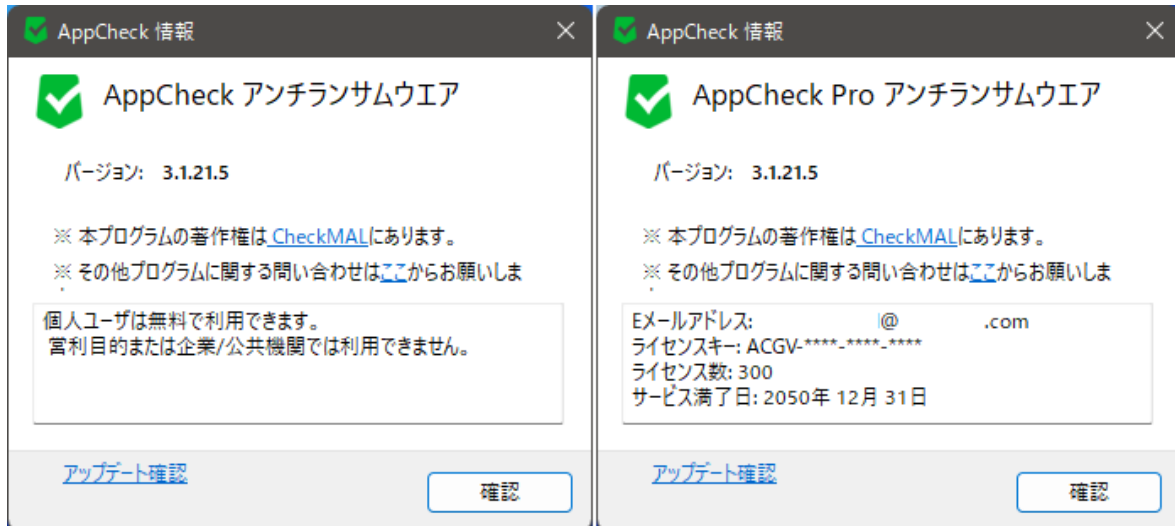 AppCheck 情報
AppCheck アンチランサムウエア
バージョン: 3.1.21.5
※ 本プログラムの著作権は CheckMALにあります。
※ その他プログラムに関する問い合わせはここからお願いしま
個人ユーザは無料で利用できます。
営利目的または企業/公共機関では利用できません。
アップデート確認
確認
AppCheck 情報
AppCheck Pro アンチランサムウエア
バージョン: 3.1.21.5
※ 本プログラムの著作権は CheckMALにあります。
※ その他プログラムに関する問い合わせはここからお願いしま
Eメールアドレス: @ .com
ライセンスキー: ACGV-****-****-****
ライセンス数: 300
サービス満了日: 2050年 12月 31日
アップデート確認
確認